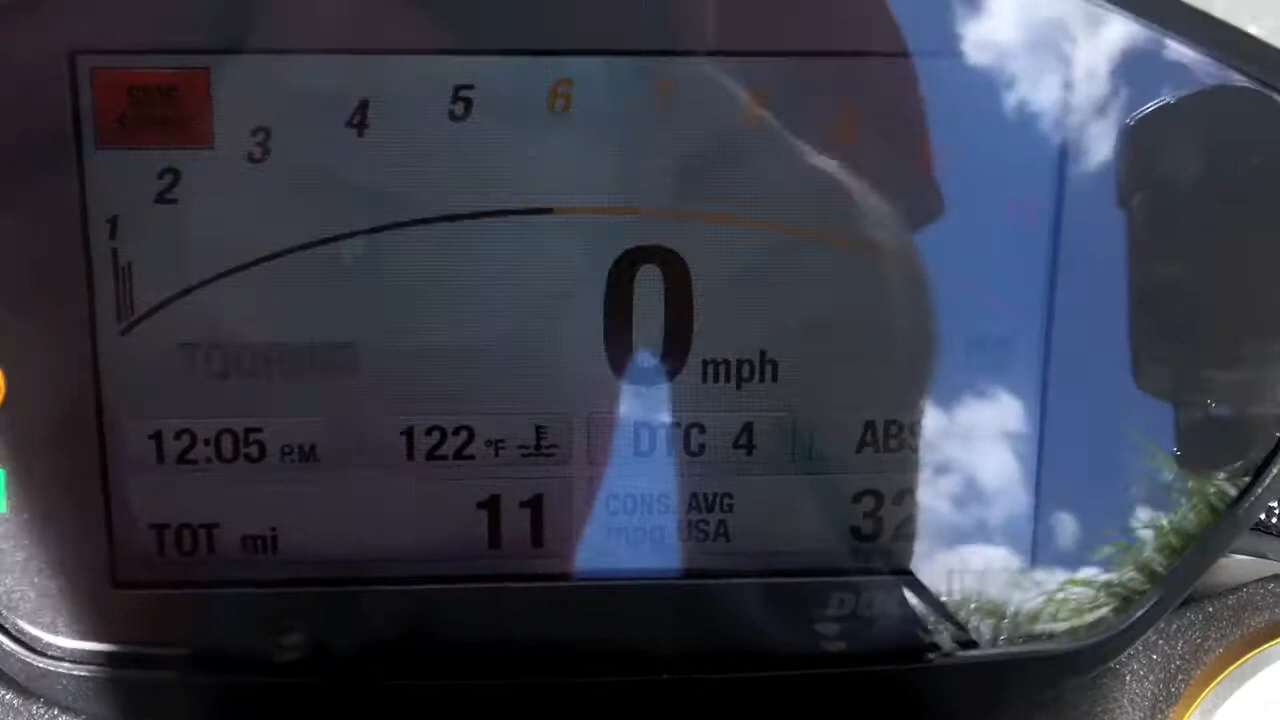 1 2 3 4 5 6
0 mph
12:05 P.M. 122 °F DTC 4 ABS
TOT mi 11 CONS. AVG 32
mpg USA